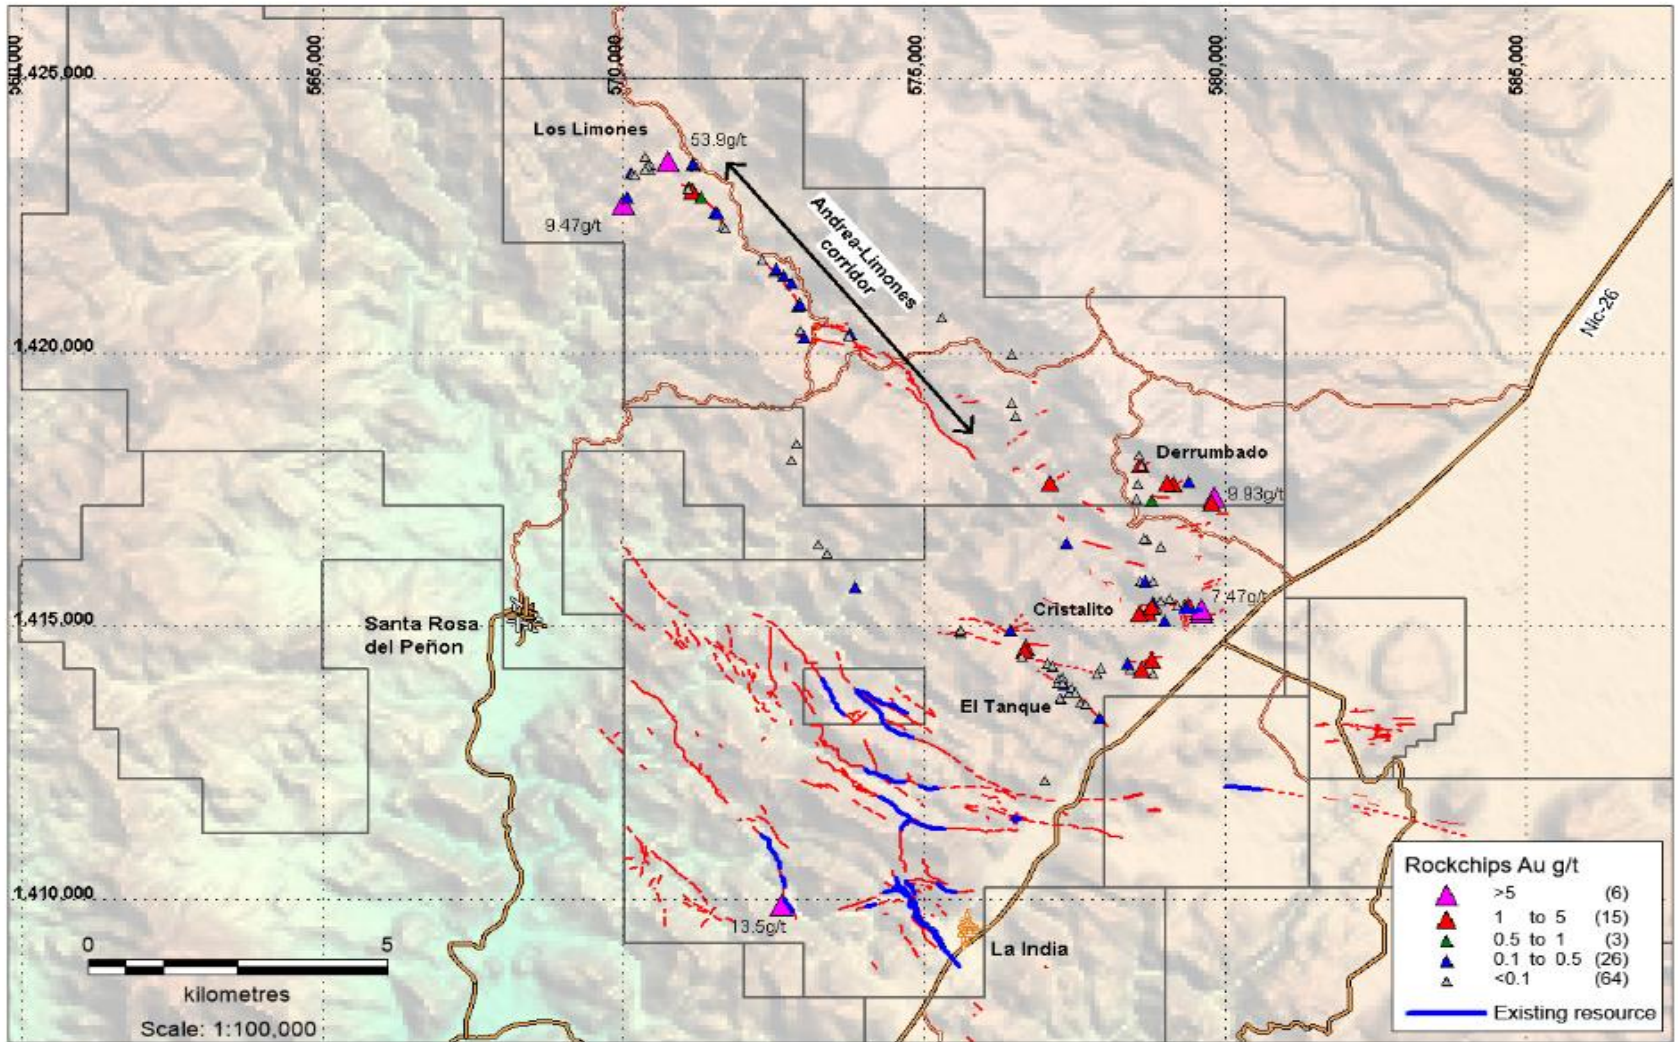 560,000
565,000
570,000
575,000
580,000
585,000
1,425,000
Los Limones
53.9g/t
9.47g/t
Andrea-Limones
corridor
Nic-26
1,420,000
Derrumbado
9.93g/t
7.47g/t
Cristalito
1,415,000
Santa Rosa
del Peñon
El Tanque
1,410,000
13.5g/t
La India
0 5
kilometres
Scale: 1:100,000
Rockchips Au g/t
>5 (6)
1 to 5 (15)
0.5 to 1 (3)
0.1 to 0.5 (26)
<0.1 (64)
Existing resource